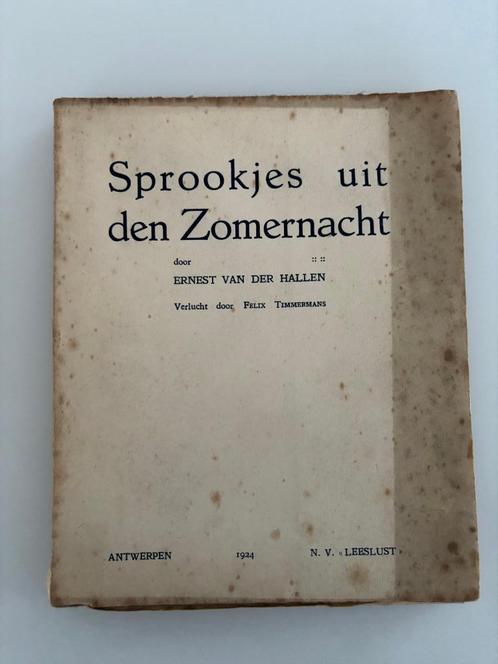 Sprookjes uit
den Zomernacht
door :: ::
ERNEST VAN DER HALLEN
Verlucht door FELIX TIMMERMANS
ANTWERPEN 1924 N. V. « LEESLUST »